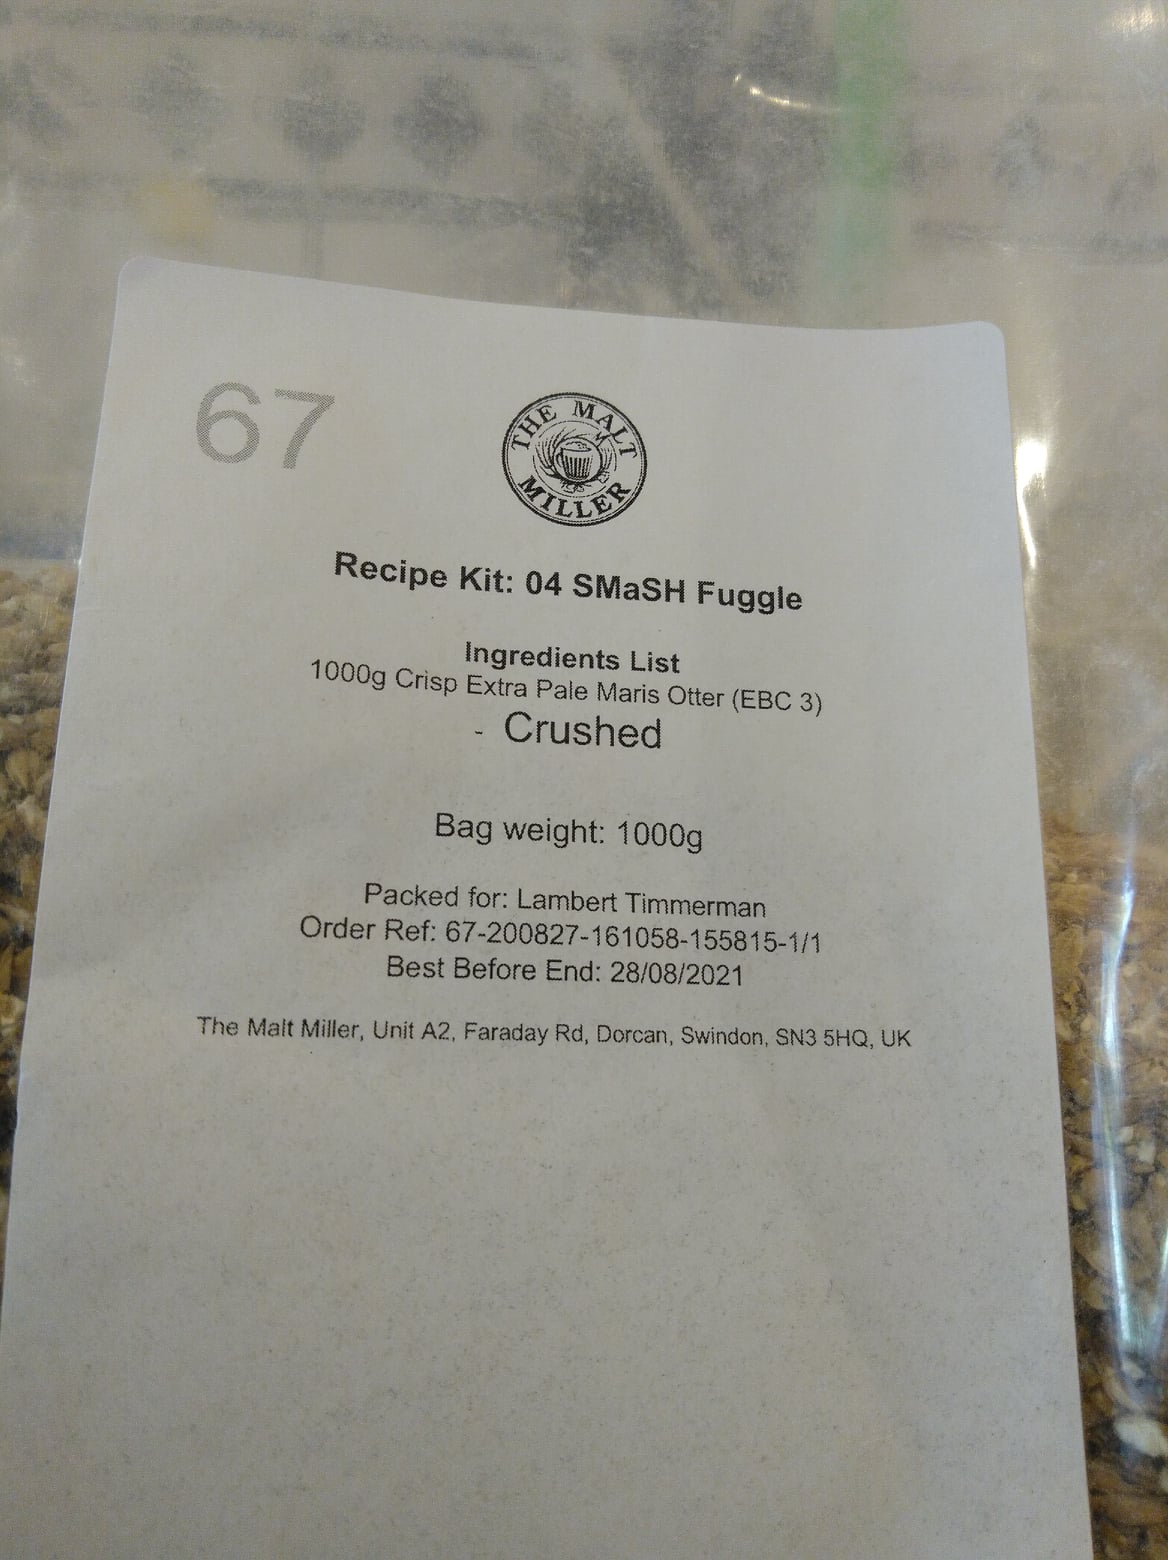 67
THE MALT
MILLER
Recipe Kit: 04 SMaSH Fuggle
Ingredients List
1000g Crisp Extra Pale Maris Otter (EBC 3)
- Crushed
Bag weight: 1000g
Packed for: Lambert Timmerman
Order Ref: 67-200827-161058-155815-1/1
Best Before End: 28/08/2021
The Malt Miller, Unit A2, Faraday Rd, Dorcan, Swindon, SN3 5HQ, UK